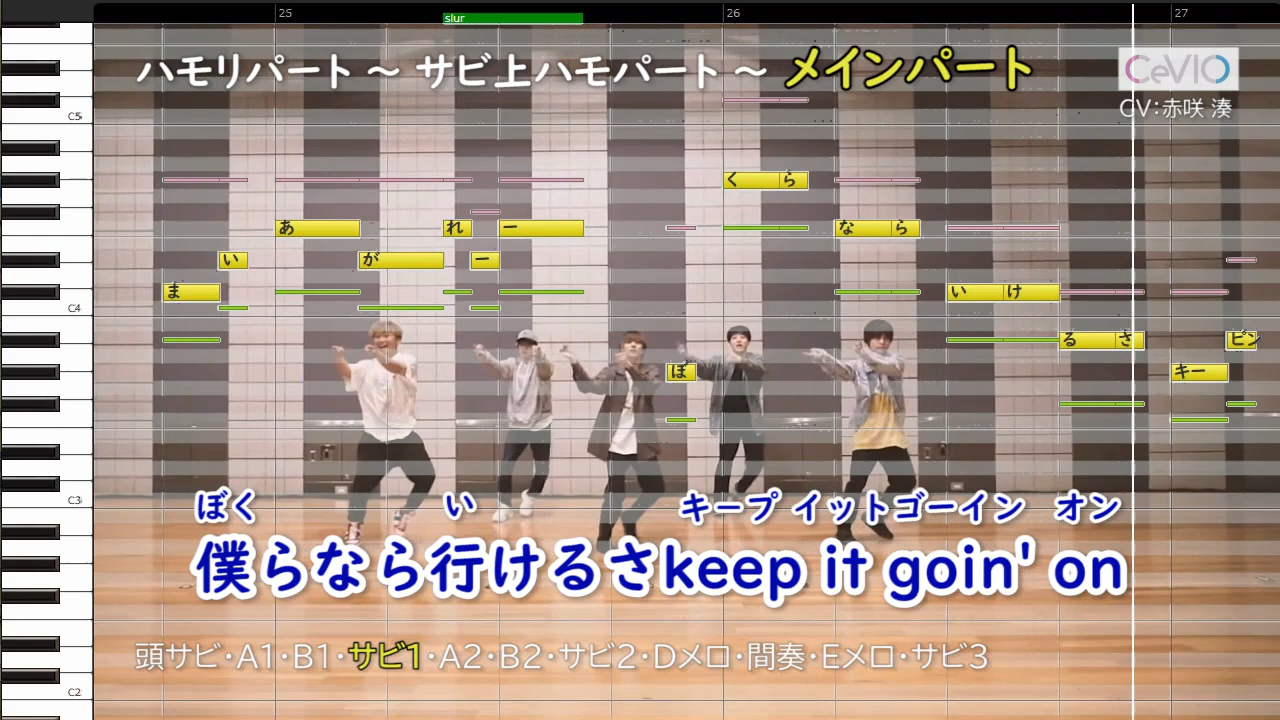 25 26 27
slur
ハモリパート ～ サビ上ハモパート ～ メインパート
CeVIO
CV:赤咲 湊
C5
く ら
あ れ ー な ら
い が ー
ま い け
C4
る さ ピン
ぼ キー
C3
ぼく い キープ イットゴーイン オン
僕らなら行けるさkeep it goin' on
頭サビ・A1・B1・サビ1・A2・B2・サビ2・Dメロ・間奏・Eメロ・サビ3
C2